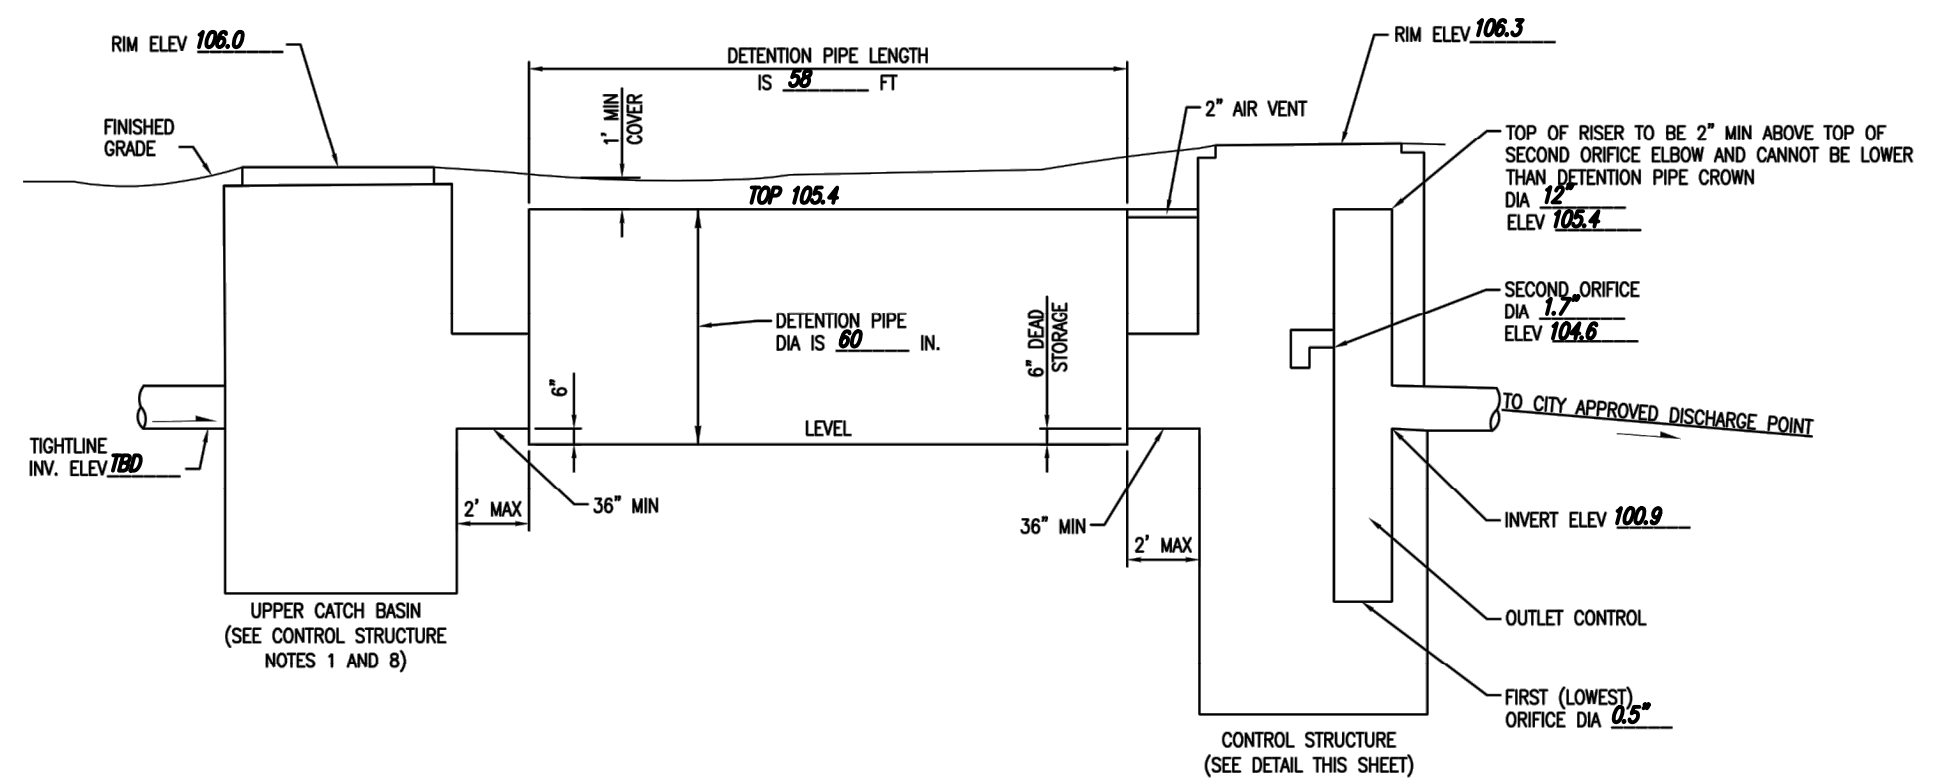 RIM ELEV 106.0
FINISHED
GRADE
DETENTION PIPE LENGTH
IS 58 FT
1' MIN
COVER
TOP 105.4
2" AIR VENT
RIM ELEV 106.3
TOP OF RISER TO BE 2" MIN ABOVE TOP OF
SECOND ORIFICE ELBOW AND CANNOT BE LOWER
THAN DETENTION PIPE CROWN
DIA 12"
ELEV 105.4
SECOND ORIFICE
DIA 1.7"
ELEV 104.6
DETENTION PIPE
DIA IS 60 IN.
6" DEAD
STORAGE
6"
LEVEL
TIGHTLINE
INV. ELEV TBD
2' MAX
36" MIN
36" MIN
2' MAX
TO CITY APPROVED DISCHARGE POINT
INVERT ELEV 100.9
OUTLET CONTROL
FIRST (LOWEST)
ORIFICE DIA 0.5"
UPPER CATCH BASIN
(SEE CONTROL STRUCTURE
NOTES 1 AND 8)
CONTROL STRUCTURE
(SEE DETAIL THIS SHEET)